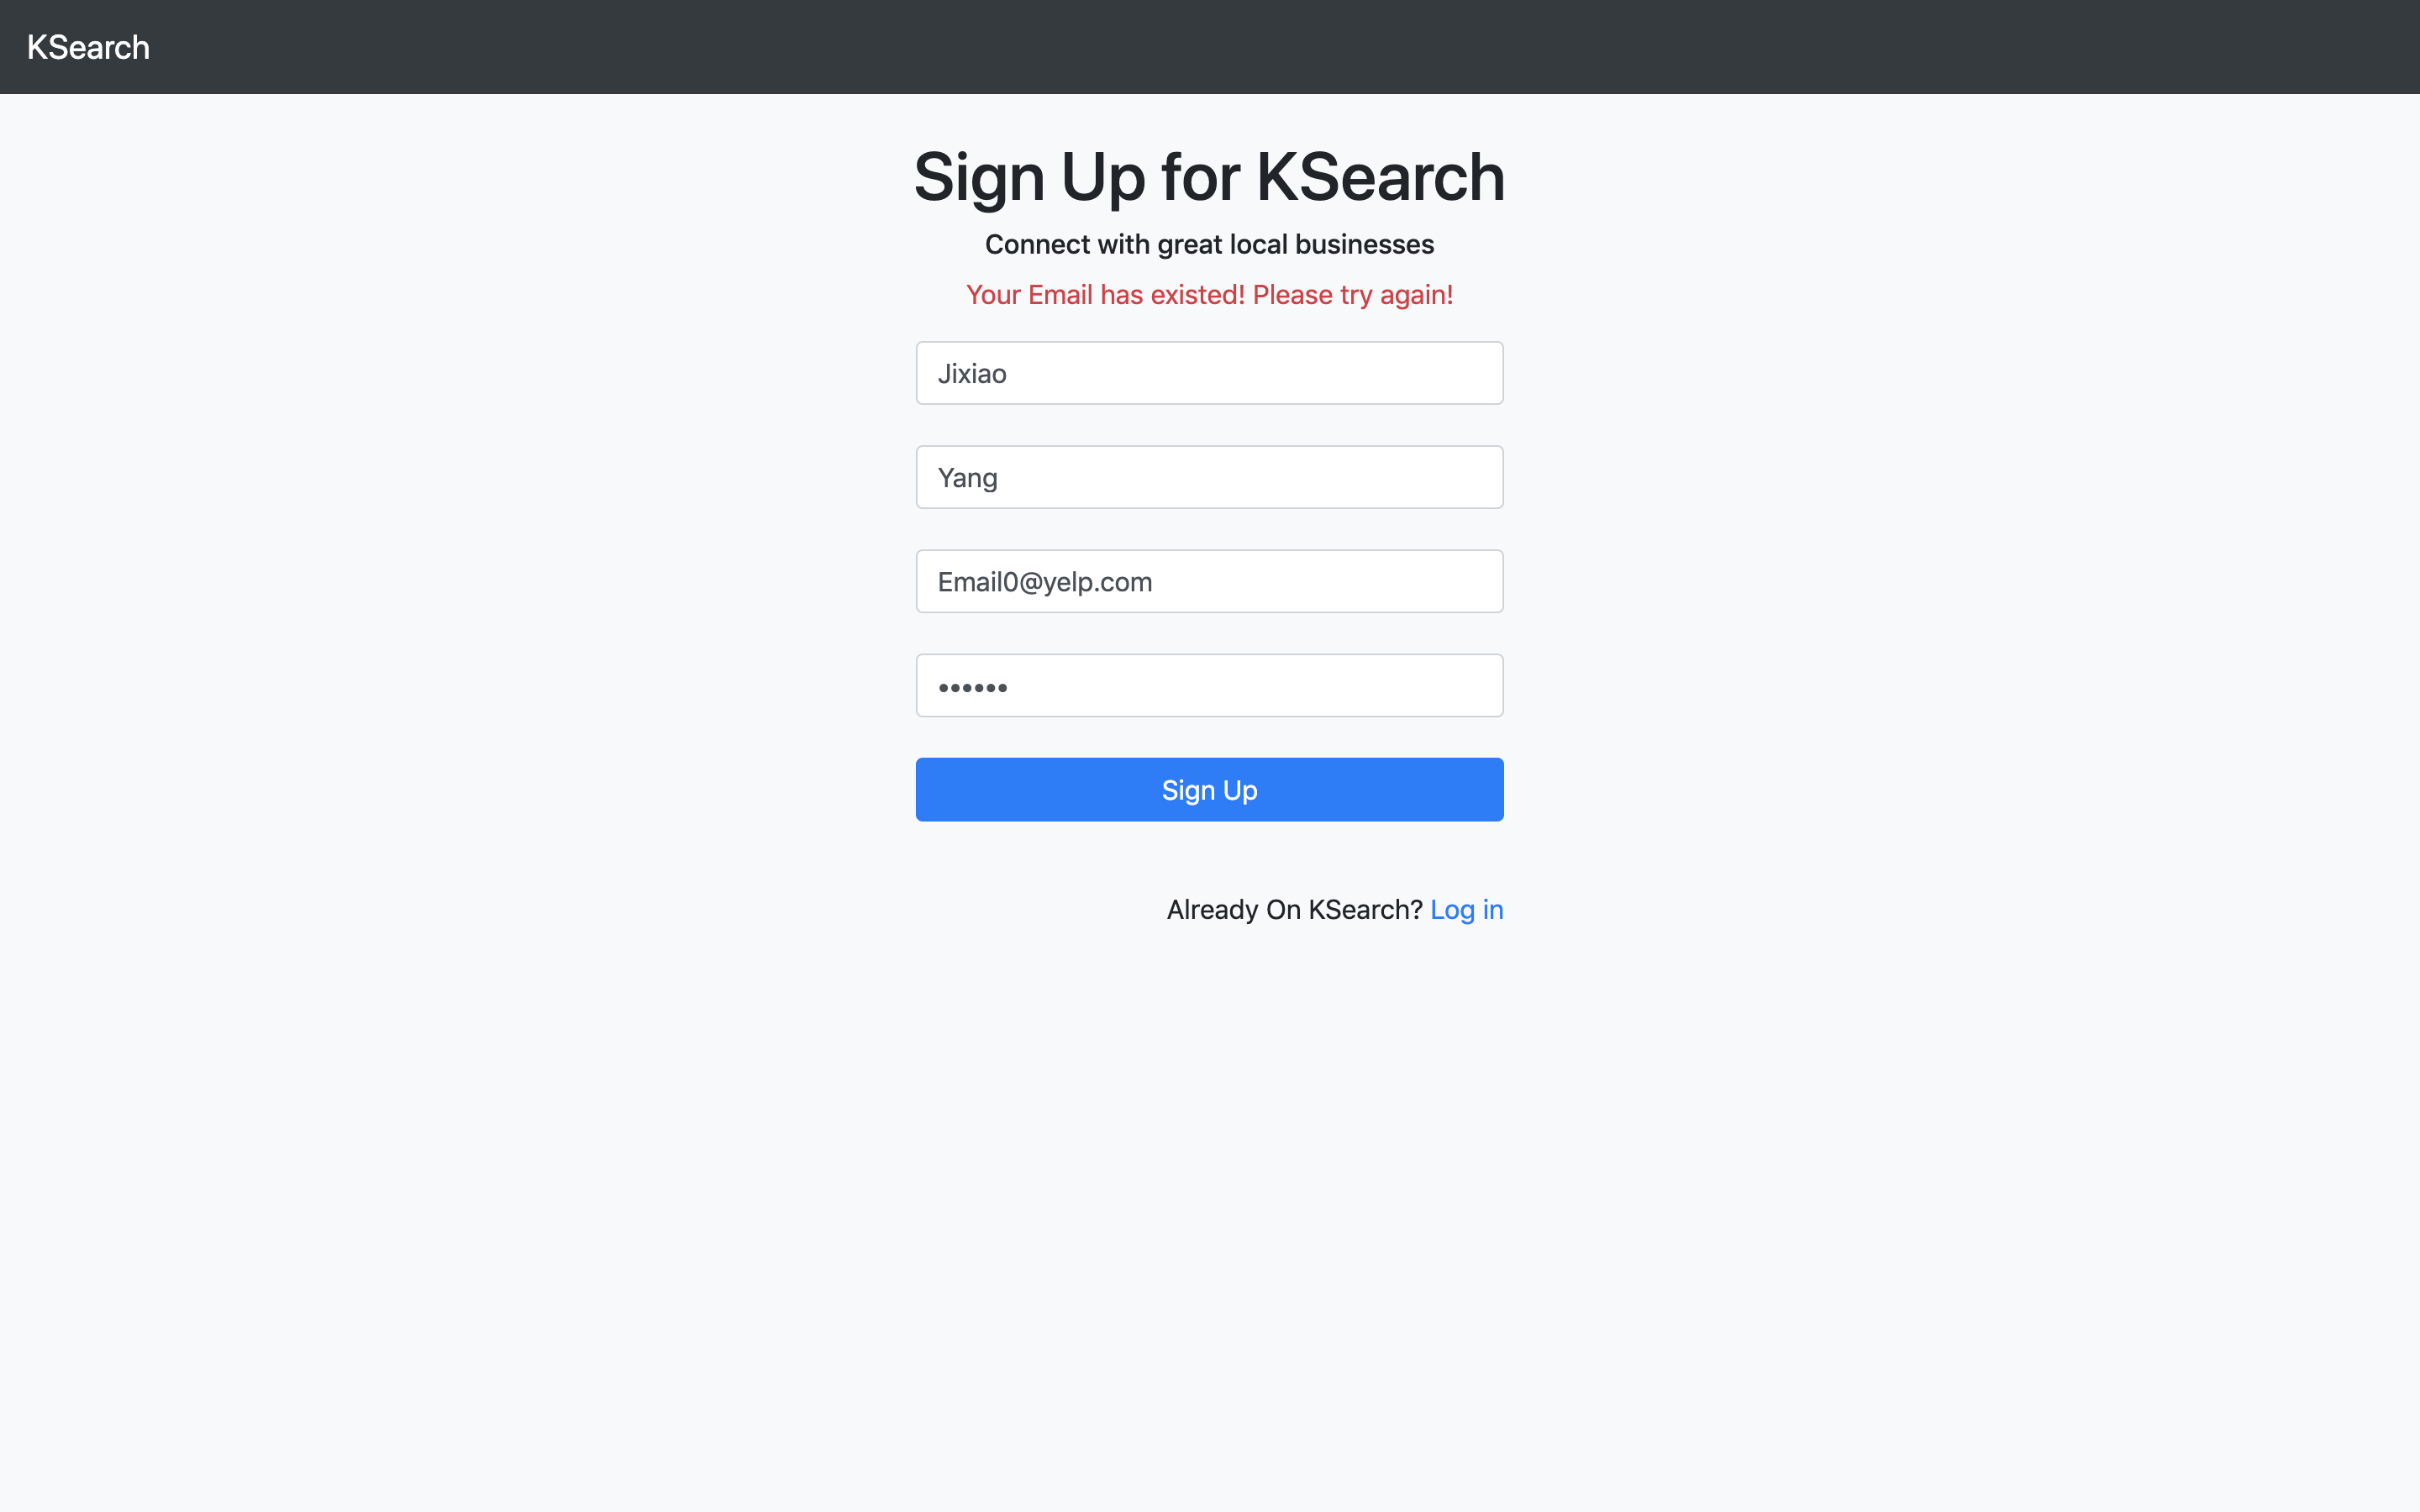 KSearch
Sign Up for KSearch
Connect with great local businesses
Your Email has existed! Please try again!
Jixiao
Yang
Email0@yelp.com
••••••
Sign Up
Already On KSearch? Log in